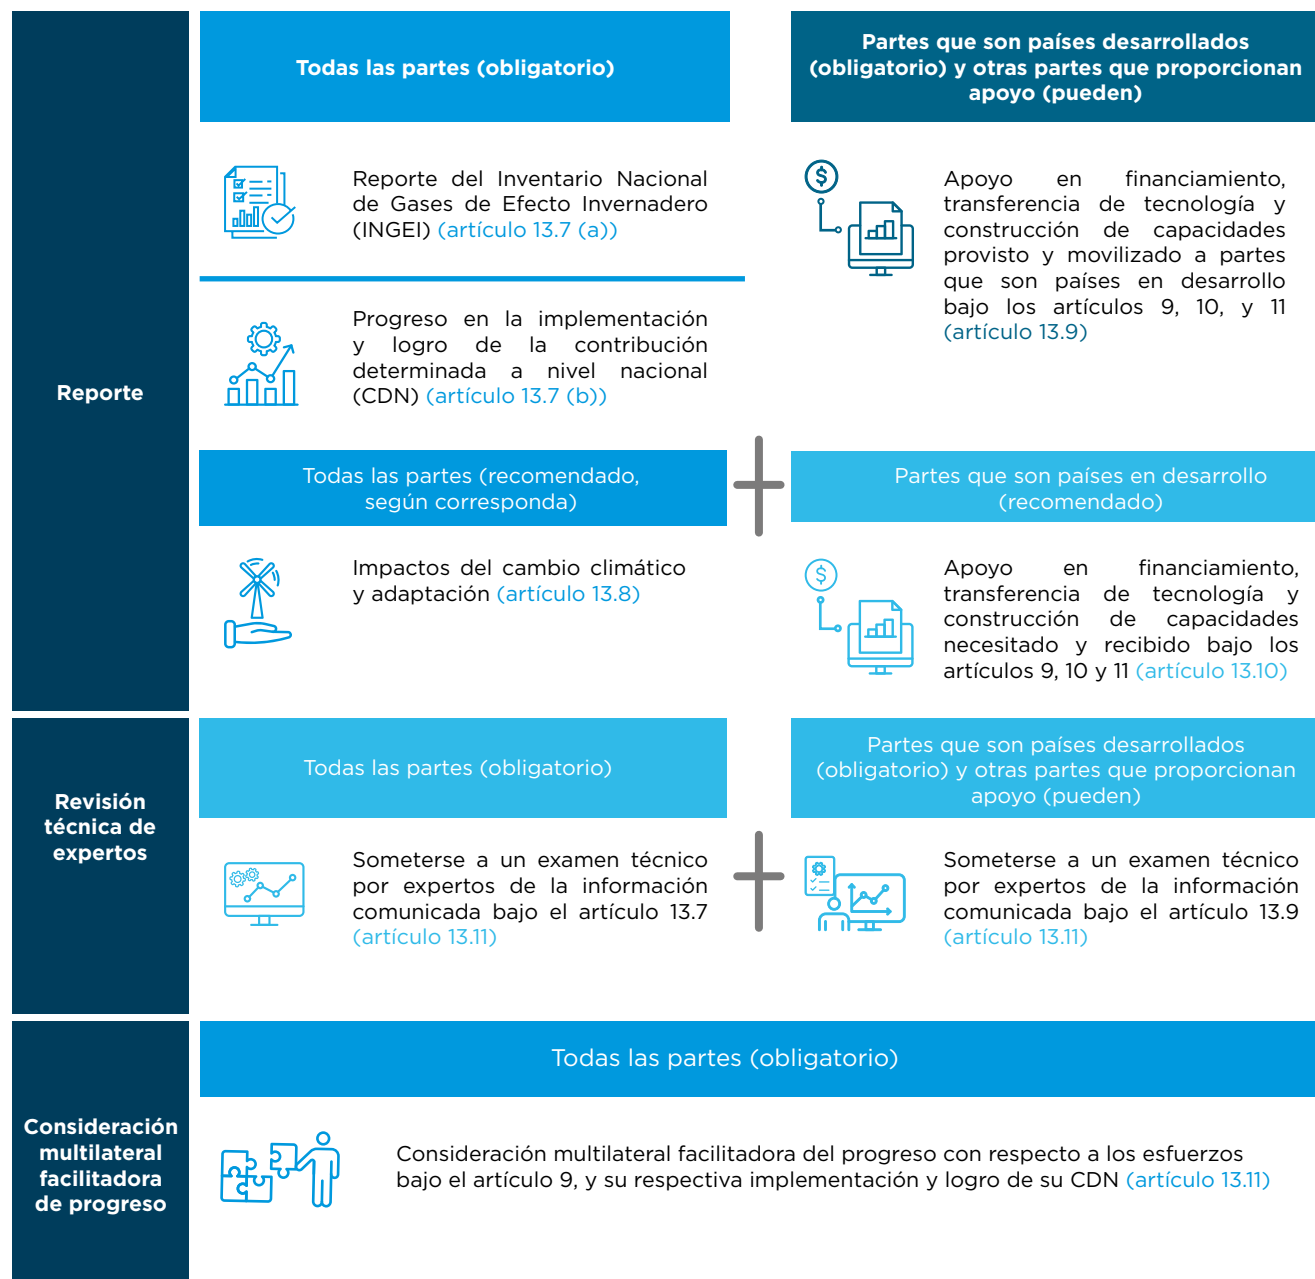 Reporte
Todas las partes (obligatorio)
Reporte del Inventario Nacional
de Gases de Efecto Invernadero
(INGEI) (artículo 13.7 (a))
Progreso en la implementación
y logro de la contribución
determinada a nivel nacional
(CDN) (artículo 13.7 (b))
Partes que son países desarrollados
(obligatorio) y otras partes que proporcionan
apoyo (pueden)
Apoyo en financiamiento,
transferencia de tecnología y
construcción de capacidades
provisto y movilizado a partes
que son países en desarrollo
bajo los artículos 9, 10, y 11
(artículo 13.9)
Todas las partes (recomendado,
según corresponda)
Impactos del cambio climático
y adaptación (artículo 13.8)
Partes que son países en desarrollo
(recomendado)
Apoyo en financiamiento,
transferencia de tecnología y
construcción de capacidades
necesitado y recibido bajo los
artículos 9, 10 y 11 (artículo 13.10)
Revisión
técnica de
expertos
Todas las partes (obligatorio)
Someterse a un examen técnico
por expertos de la información
comunicada bajo el artículo 13.7
(artículo 13.11)
Partes que son países desarrollados
(obligatorio) y otras partes que proporcionan
apoyo (pueden)
Someterse a un examen técnico
por expertos de la información
comunicada bajo el artículo 13.9
(artículo 13.11)
Consideración
multilateral
facilitadora
de progreso
Todas las partes (obligatorio)
Consideración multilateral facilitadora del progreso con respecto a los esfuerzos
bajo el artículo 9, y su respectiva implementación y logro de su CDN (artículo 13.11)